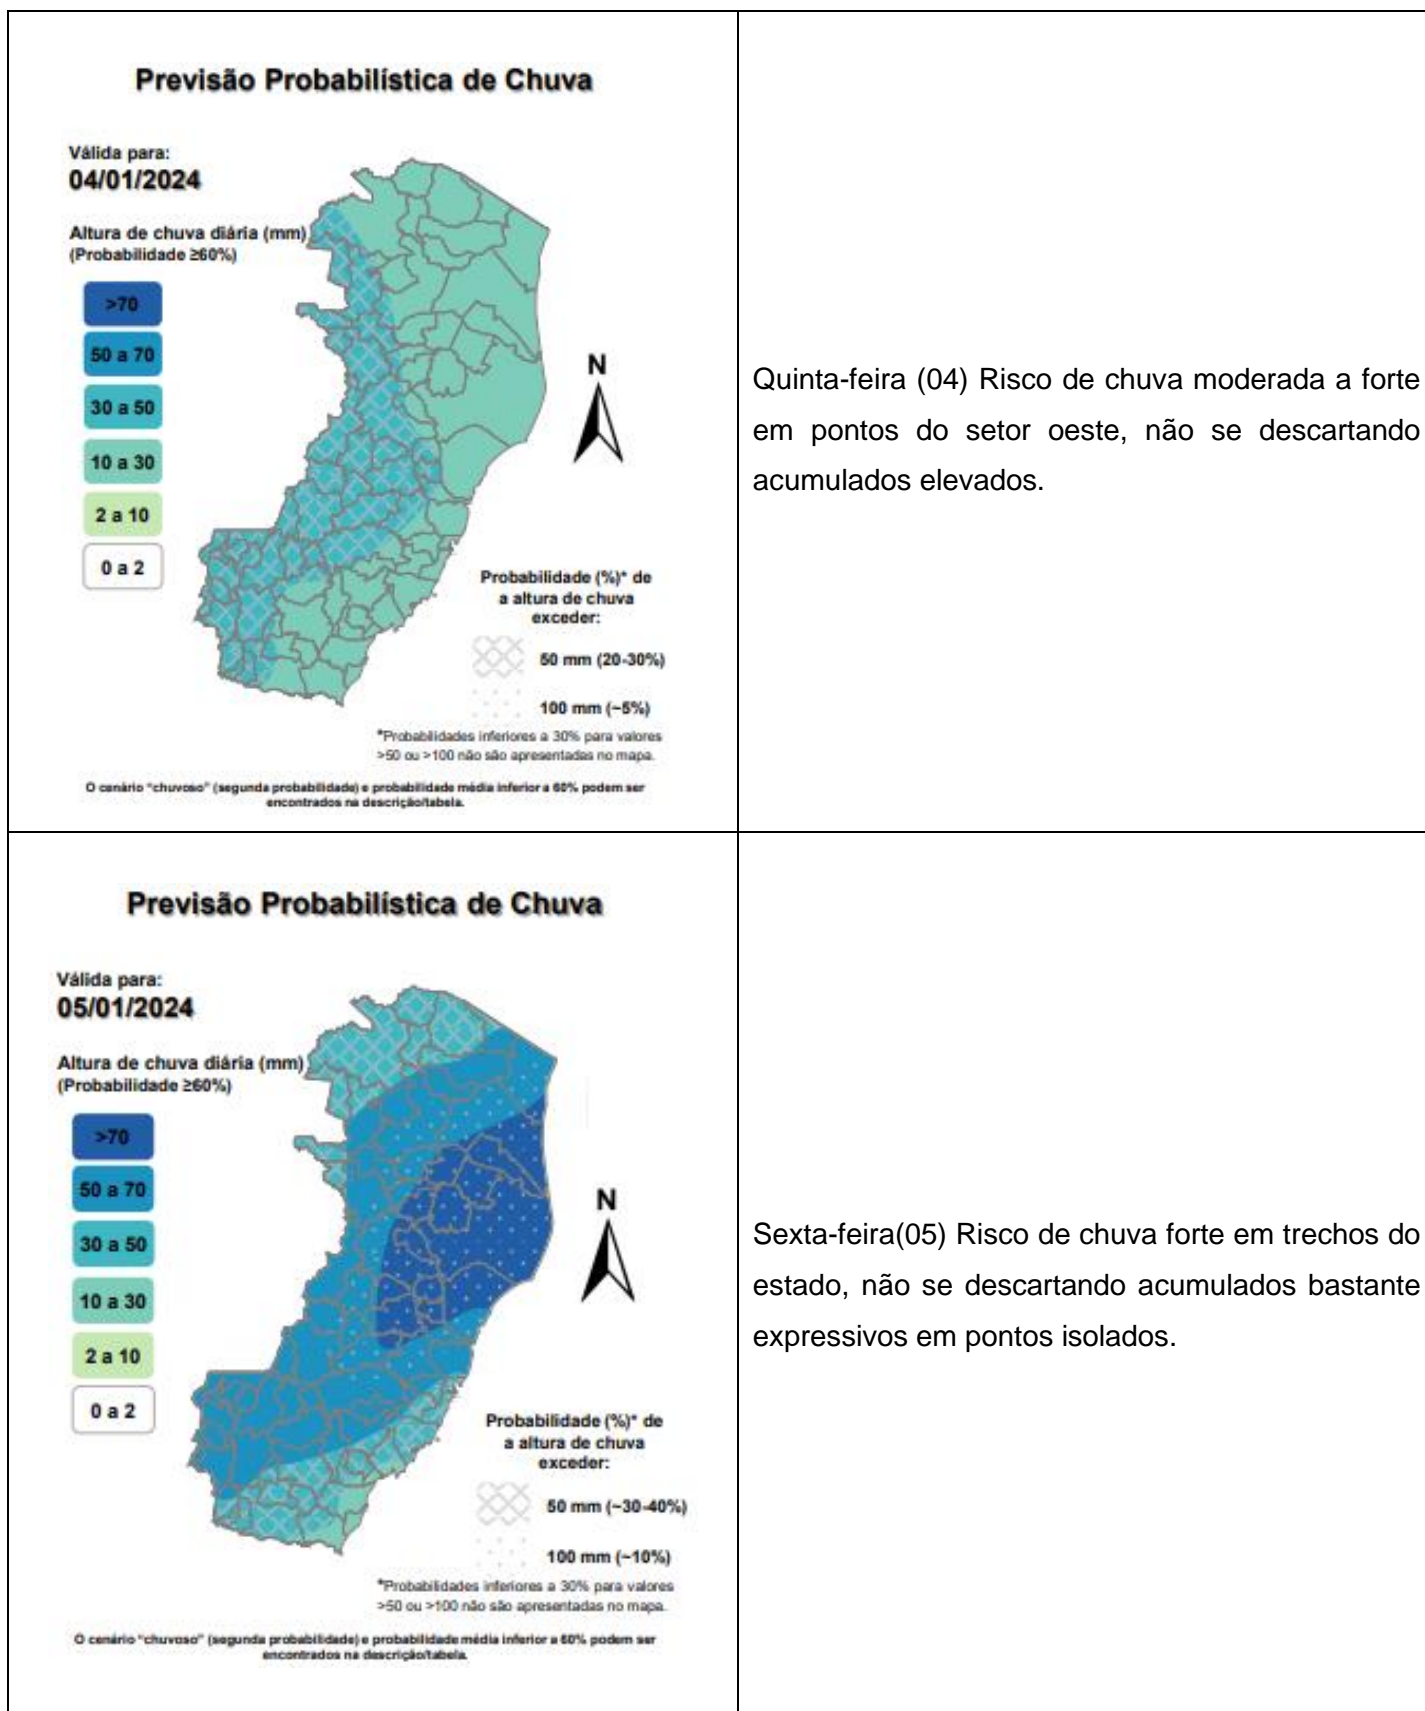 Previsão Probabilística de Chuva
Válida para:
04/01/2024
Altura de chuva diária (mm)
(Probabilidade ≥60%)
>70
50 a 70
30 a 50
10 a 30
2 a 10
0 a 2
N
Probabilidade (%)* de
a altura de chuva
exceder:
50 mm (20-30%)
100 mm (~5%)
*Probabilidades inferiores a 30% para valores
>50 ou >100 não são apresentadas no mapa.
O cenário "chuvoso" (segunda probabilidade) e probabilidade média inferior a 60% podem ser
encontrados na descrição/tabela.
Quinta-feira (04) Risco de chuva moderada a forte
em pontos do setor oeste, não se descartando
acumulados elevados.
Previsão Probabilística de Chuva
Válida para:
05/01/2024
Altura de chuva diária (mm)
(Probabilidade ≥60%)
>70
50 a 70
30 a 50
10 a 30
2 a 10
0 a 2
N
Probabilidade (%)* de
a altura de chuva
exceder:
50 mm (~30-40%)
100 mm (~10%)
*Probabilidades inferiores a 30% para valores
>50 ou >100 não são apresentadas no mapa.
O cenário "chuvoso" (segunda probabilidade) e probabilidade média inferior a 60% podem ser
encontrados na descrição/tabela.
Sexta-feira(05) Risco de chuva forte em trechos do
estado, não se descartando acumulados bastante
expressivos em pontos isolados.